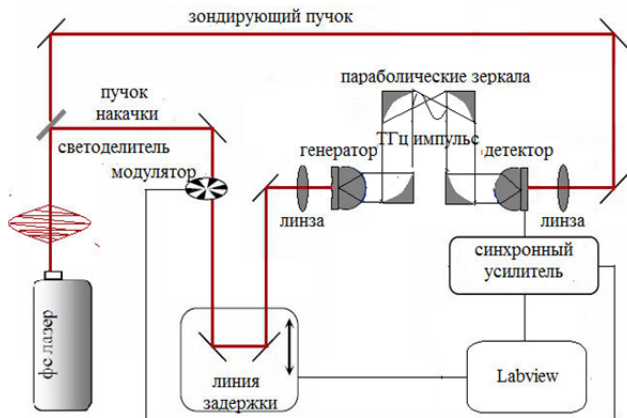 зондирующий пучок
параболические зеркала
пучок
накачки
светоделитель
ТГц импульс
генератор
детектор
модулятор
линза
линза
синхронный
усилитель
фс лазер
линия
задержки
Labview